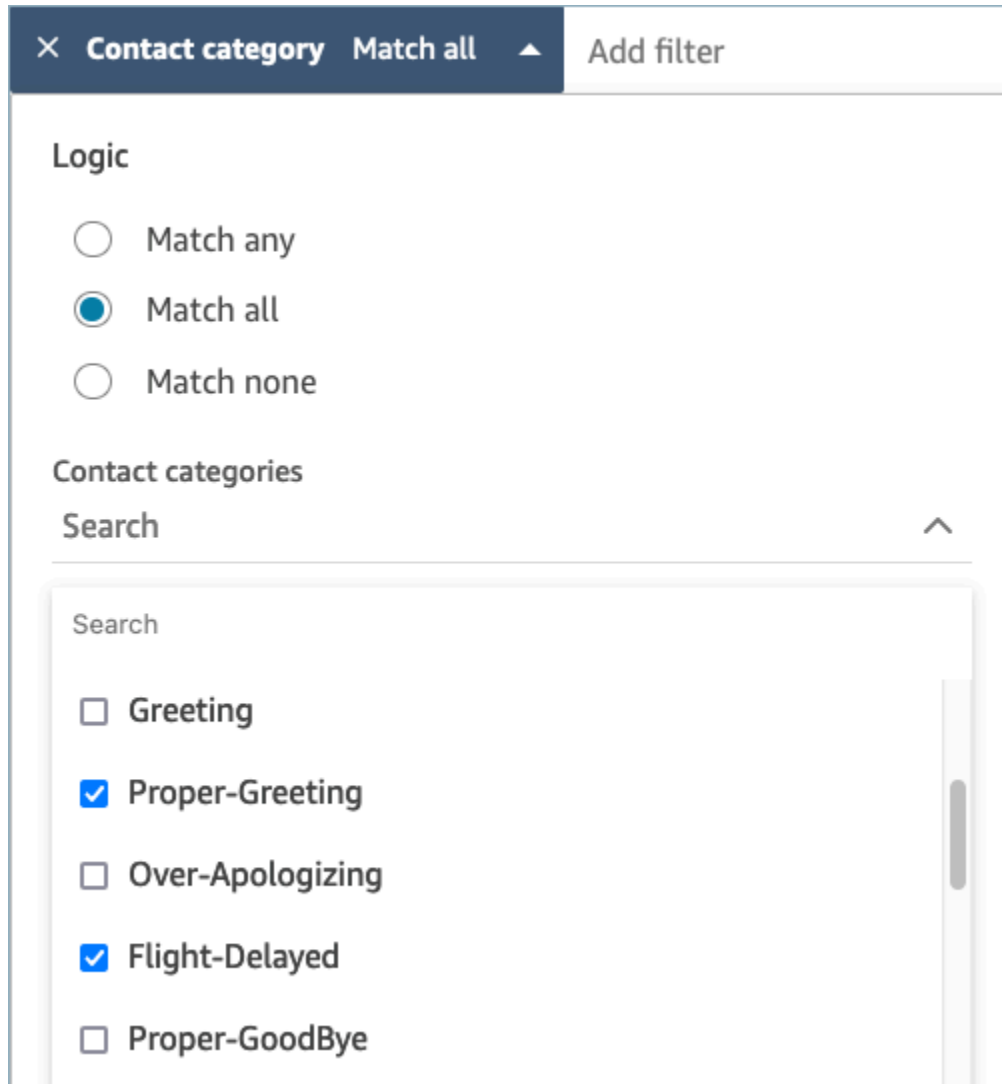 × Contact category Match all Add filter
Logic
Match any
Match all
Match none
Contact categories
Search
Search
Greeting
Proper-Greeting
Over-Apologizing
Flight-Delayed
Proper-GoodBye